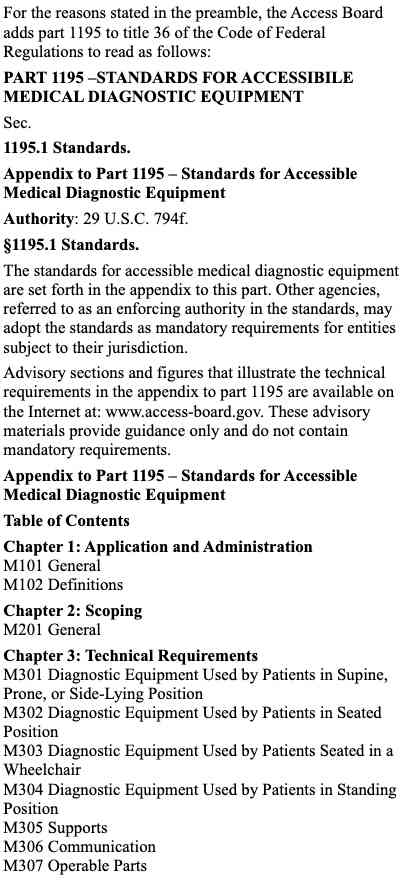 For the reasons stated in the preamble, the Access Board
adds part 1195 to title 36 of the Code of Federal
Regulations to read as follows:
PART 1195 –STANDARDS FOR ACCESSIBILE
MEDICAL DIAGNOSTIC EQUIPMENT
Sec.
1195.1 Standards.
Appendix to Part 1195 – Standards for Accessible
Medical Diagnostic Equipment
Authority: 29 U.S.C. 794f.
§1195.1 Standards.
The standards for accessible medical diagnostic equipment
are set forth in the appendix to this part. Other agencies,
referred to as an enforcing authority in the standards, may
adopt the standards as mandatory requirements for entities
subject to their jurisdiction.
Advisory sections and figures that illustrate the technical
requirements in the appendix to part 1195 are available on
the Internet at: www.access-board.gov. These advisory
materials provide guidance only and do not contain
mandatory requirements.
Appendix to Part 1195 – Standards for Accessible
Medical Diagnostic Equipment
Table of Contents
Chapter 1: Application and Administration
M101 General
M102 Definitions
Chapter 2: Scoping
M201 General
Chapter 3: Technical Requirements
M301 Diagnostic Equipment Used by Patients in Supine,
Prone, or Side-Lying Position
M302 Diagnostic Equipment Used by Patients in Seated
Position
M303 Diagnostic Equipment Used by Patients Seated in a
Wheelchair
M304 Diagnostic Equipment Used by Patients in Standing
Position
M305 Supports
M306 Communication
M307 Operable Parts